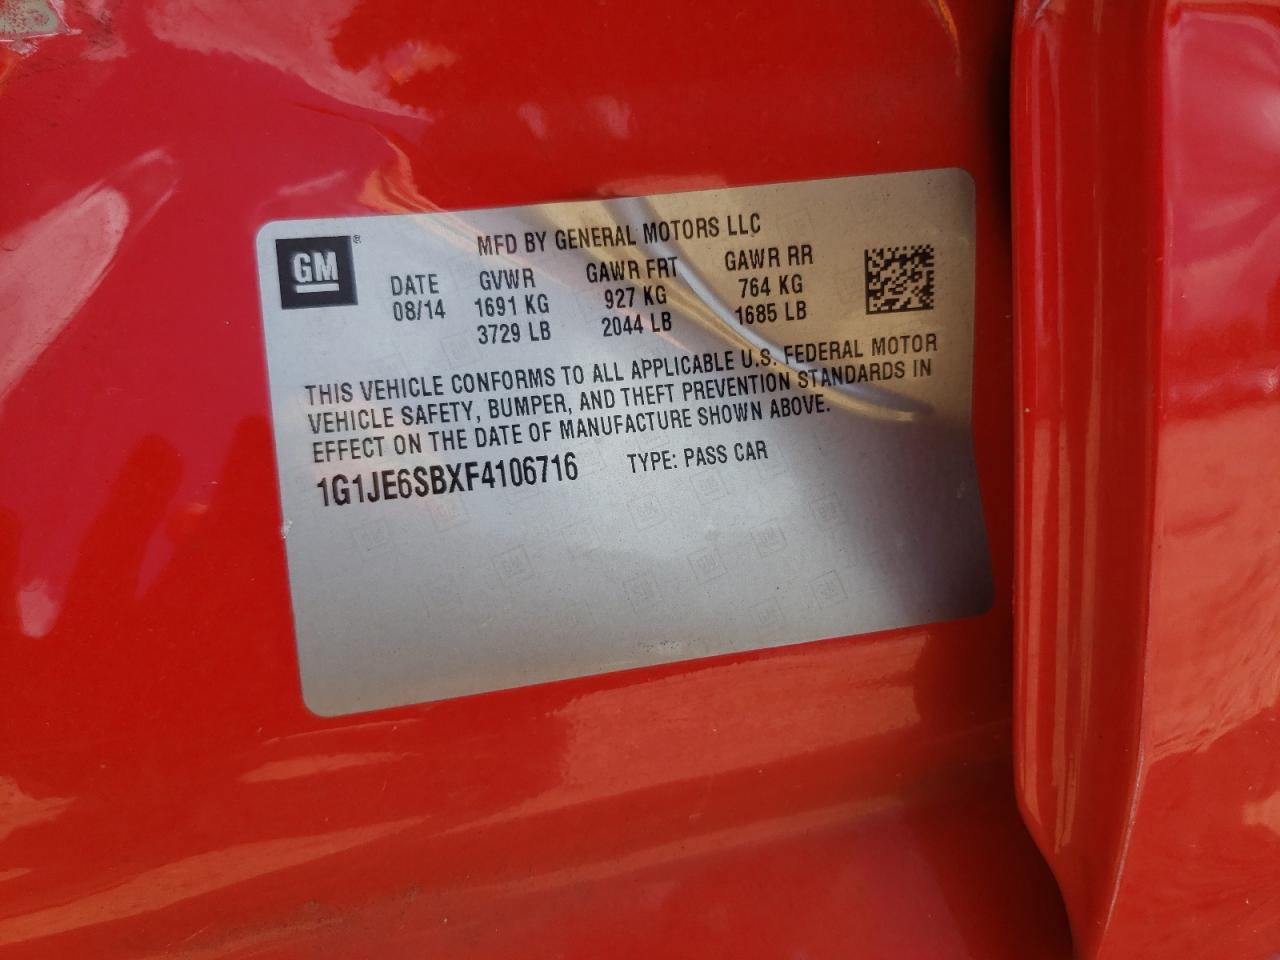 GM®
MFD BY GENERAL MOTORS LLC
DATE GVWR GAWR FRT GAWR RR
08/14 1691 KG 927 KG 764 KG
3729 LB 2044 LB 1685 LB
THIS VEHICLE CONFORMS TO ALL APPLICABLE U.S. FEDERAL MOTOR
VEHICLE SAFETY, BUMPER, AND THEFT PREVENTION STANDARDS IN
EFFECT ON THE DATE OF MANUFACTURE SHOWN ABOVE.
1G1JE6SBXF4106716 TYPE: PASS CAR